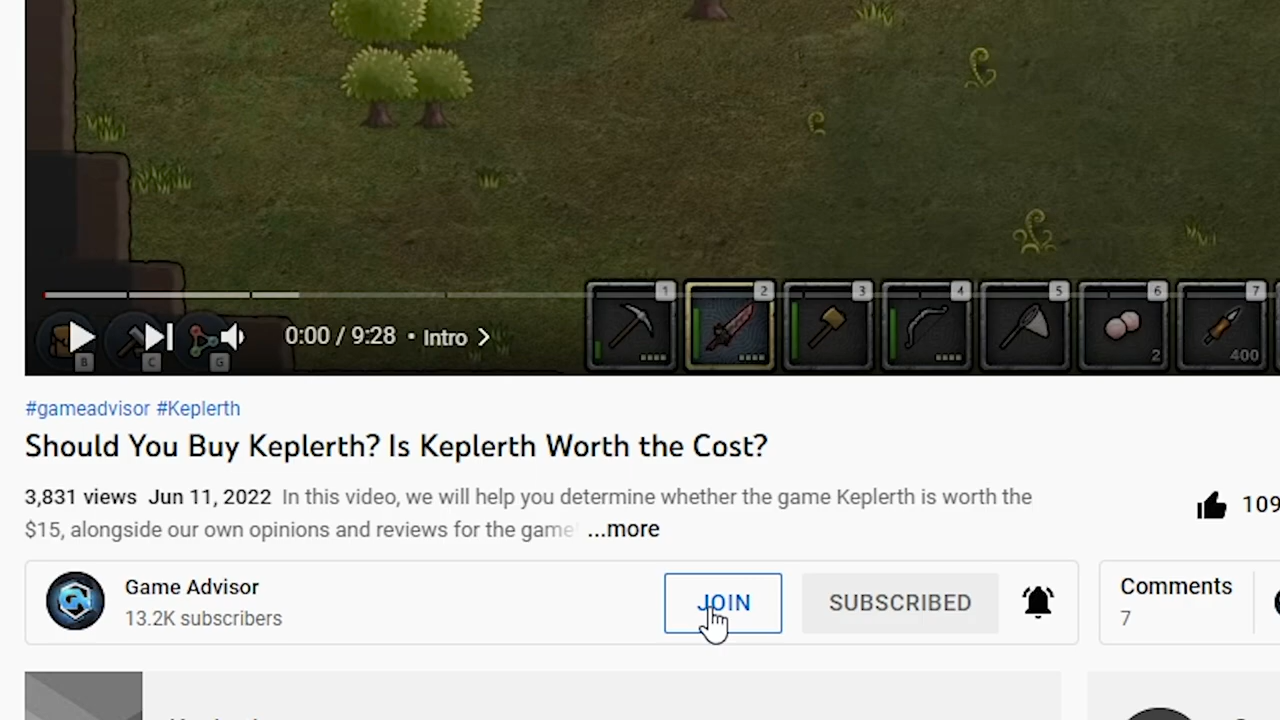 1 2 3 4 5 6 7
2 400
0:00 / 9:28 • Intro
B C G
#gameadvisor #Keplerth
Should You Buy Keplerth? Is Keplerth Worth the Cost?
3,831 views Jun 11, 2022 In this video, we will help you determine whether the game Keplerth is worth the
$15, alongside our own opinions and reviews for the game ...more
109
Game Advisor
13.2K subscribers
JOIN
SUBSCRIBED
Comments
7